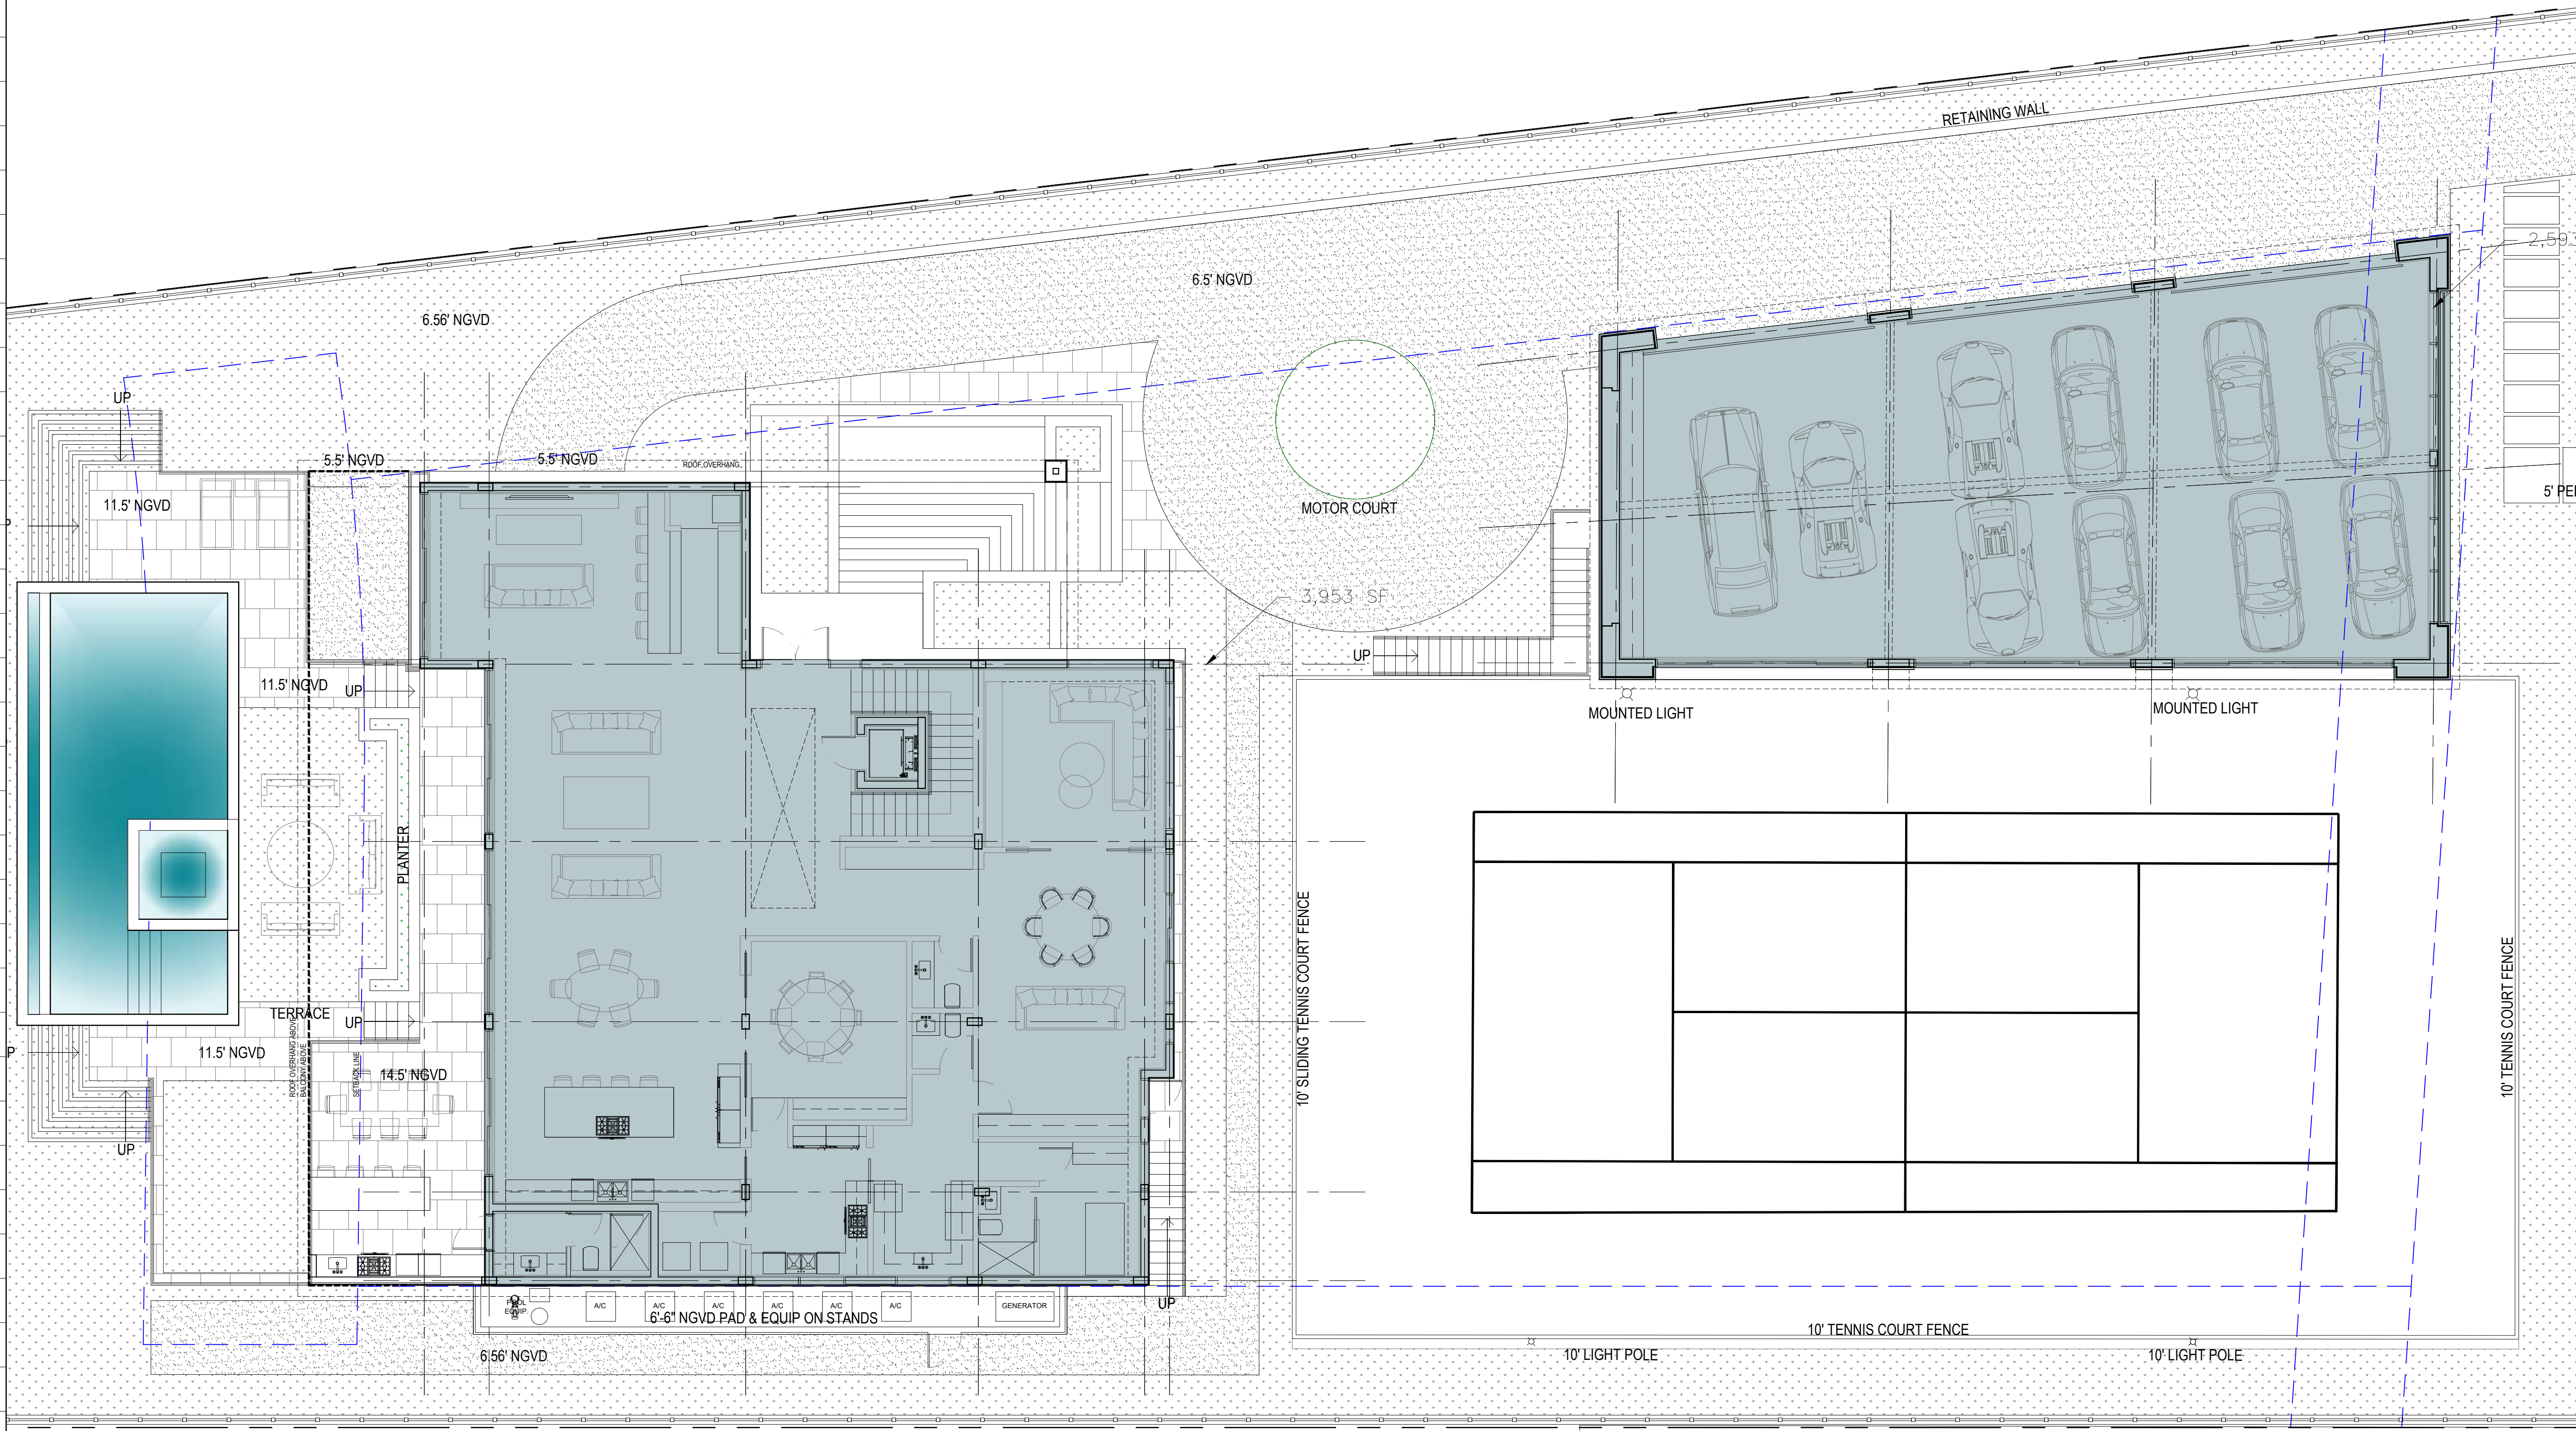 RETAINING WALL
2,59
6.5' NGVD
6.56' NGVD
UP
5.5' NGVD
5.5' NGVD
ROOF OVERHANG
11.5' NGVD
5' PE
MOTOR COURT
P
3,953 SF
UP
11.5' NGVD
UP
MOUNTED LIGHT
MOUNTED LIGHT
PLANTER
10' SLIDING TENNIS COURT FENCE
10' TENNIS COURT FENCE
TERRACE
UP
P
11.5' NGVD
ROOF OVERHANG ABOVE
BALCONY ABOVE
SETBACK LINE
14.5' NGVD
UP
POOL
EQUIP.
A/C
A/C
A/C
A/C
A/C
A/C
GENERATOR
UP
6'-6" NGVD PAD & EQUIP ON STANDS
10' TENNIS COURT FENCE
6.56' NGVD
10' LIGHT POLE
10' LIGHT POLE